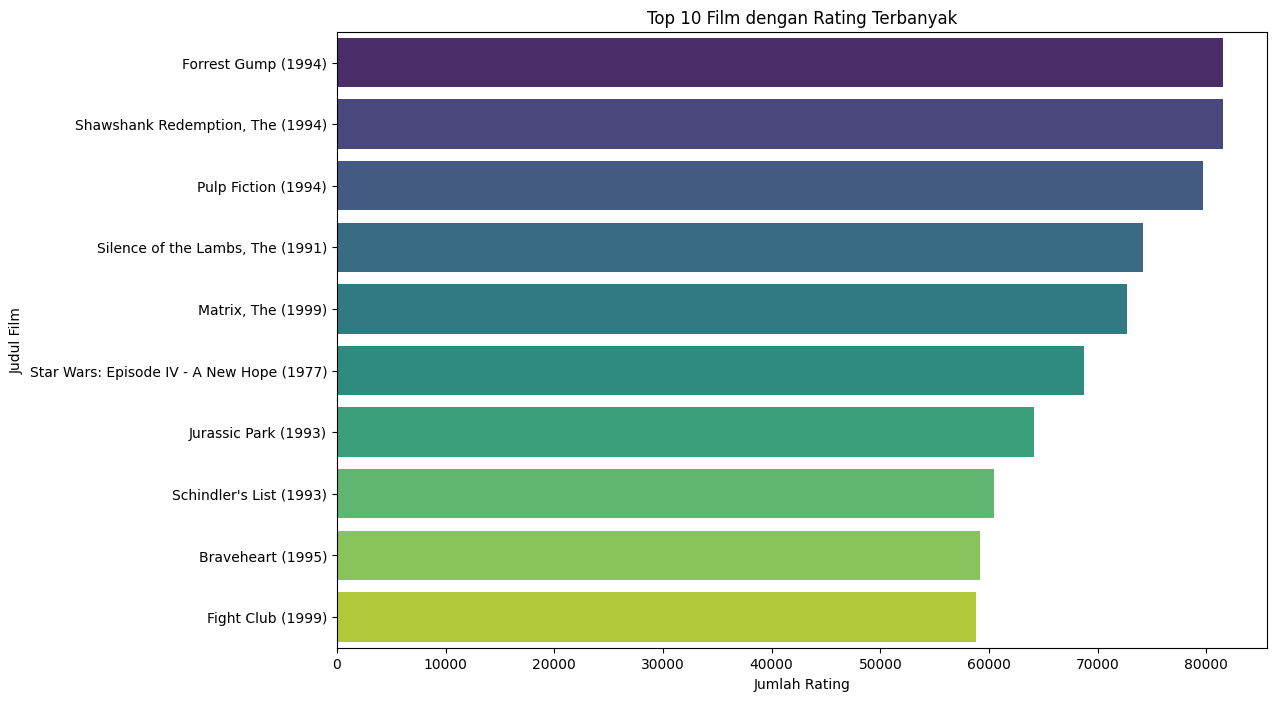 Top 10 Film dengan Rating Terbanyak
Judul Film
Forrest Gump (1994)
Shawshank Redemption, The (1994)
Pulp Fiction (1994)
Silence of the Lambs, The (1991)
Matrix, The (1999)
Star Wars: Episode IV - A New Hope (1977)
Jurassic Park (1993)
Schindler's List (1993)
Braveheart (1995)
Fight Club (1999)
0 10000 20000 30000 40000 50000 60000 70000 80000
Jumlah Rating